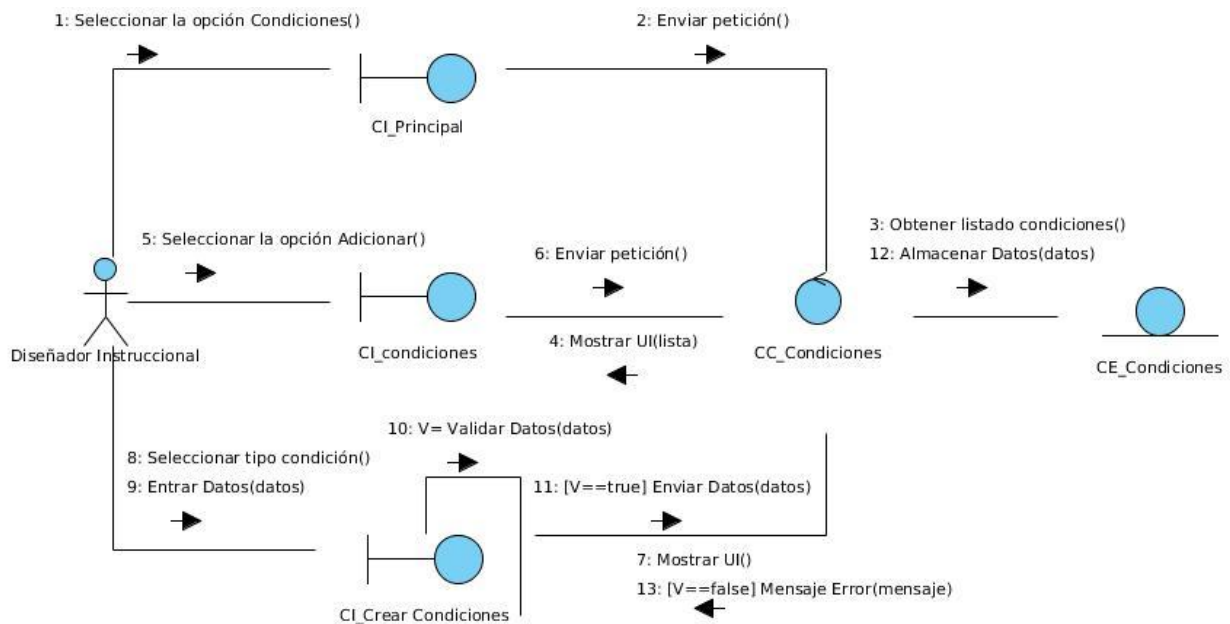 1: Seleccionar la opción Condiciones()
2: Enviar petición()
CI_Principal
3: Obtener listado condiciones()
5: Seleccionar la opción Adicionar()
6: Enviar petición()
12: Almacenar Datos(datos)
4: Mostrar UI(lista)
Diseñador Instruccional
CI_condiciones
CC_Condiciones
CE_Condiciones
10: V= Validar Datos(datos)
8: Seleccionar tipo condición()
9: Entrar Datos(datos)
11: [V==true] Enviar Datos(datos)
7: Mostrar UI()
13: [V==false] Mensaje Error(mensaje)
CI_Crear Condiciones